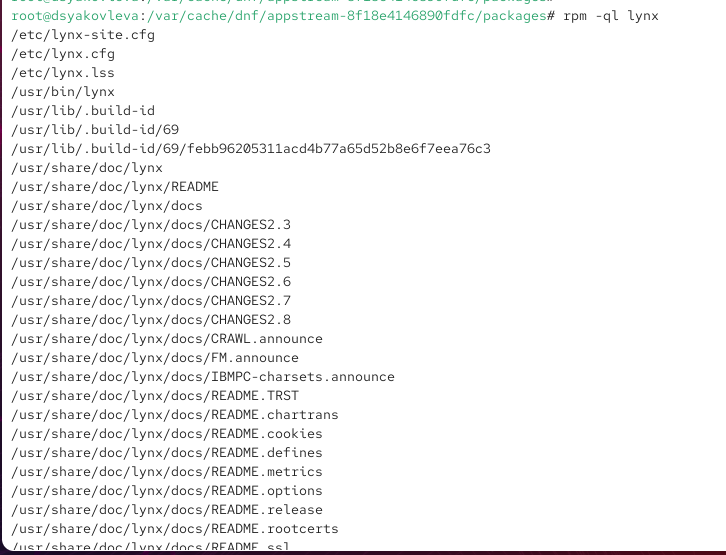 root@dsyakovleva:/var/cache/dnf/appstream-8f18e4146890fdfc/packages#
root@dsyakovleva:/var/cache/dnf/appstream-8f18e4146890fdfc/packages# rpm -ql lynx
/etc/lynx-site.cfg
/etc/lynx.cfg
/etc/lynx.lss
/usr/bin/lynx
/usr/lib/.build-id
/usr/lib/.build-id/69
/usr/lib/.build-id/69/febb96205311acd4b77a65d52b8e6f7eea76c3
/usr/share/doc/lynx
/usr/share/doc/lynx/README
/usr/share/doc/lynx/docs
/usr/share/doc/lynx/docs/CHANGES2.3
/usr/share/doc/lynx/docs/CHANGES2.4
/usr/share/doc/lynx/docs/CHANGES2.5
/usr/share/doc/lynx/docs/CHANGES2.6
/usr/share/doc/lynx/docs/CHANGES2.7
/usr/share/doc/lynx/docs/CHANGES2.8
/usr/share/doc/lynx/docs/CRAWL.announce
/usr/share/doc/lynx/docs/FM.announce
/usr/share/doc/lynx/docs/IBMPC-charsets.announce
/usr/share/doc/lynx/docs/README.TRST
/usr/share/doc/lynx/docs/README.chartrans
/usr/share/doc/lynx/docs/README.cookies
/usr/share/doc/lynx/docs/README.defines
/usr/share/doc/lynx/docs/README.metrics
/usr/share/doc/lynx/docs/README.options
/usr/share/doc/lynx/docs/README.release
/usr/share/doc/lynx/docs/README.rootcerts
/usr/share/doc/lynx/docs/README.ssl